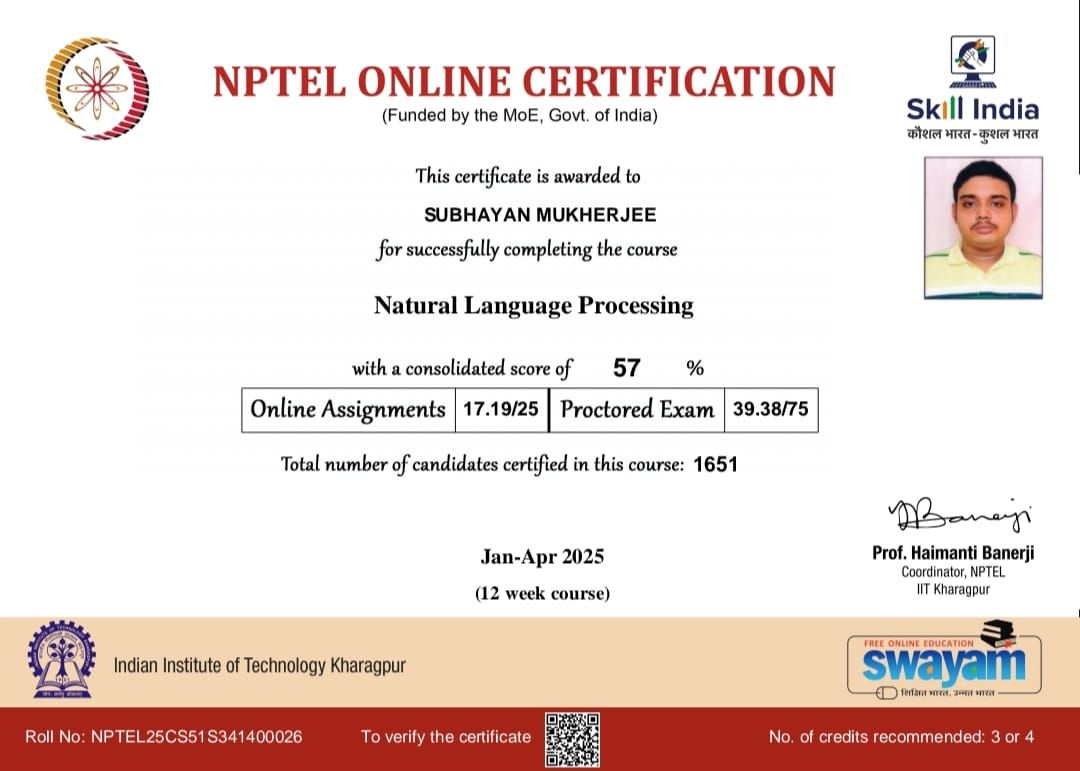 NPTEL ONLINE CERTIFICATION
(Funded by the MoE, Govt. of India)
Skill India
कौशल भारत - कुशल भारत
This certificate is awarded to
SUBHAYAN MUKHERJEE
for successfully completing the course
Natural Language Processing
with a consolidated score of 57 %
Online Assignments 17.19/25 Proctored Exam 39.38/75
Total number of candidates certified in this course: 1651
Jan-Apr 2025
(12 week course)
Prof. Haimanti Banerji
Coordinator, NPTEL
IIT Kharagpur
Indian Institute of Technology Kharagpur
FREE ONLINE EDUCATION
swayam
शिक्षित भारत, उन्नत भारत
Roll No: NPTEL25CS51S341400026
To verify the certificate
No. of credits recommended: 3 or 4